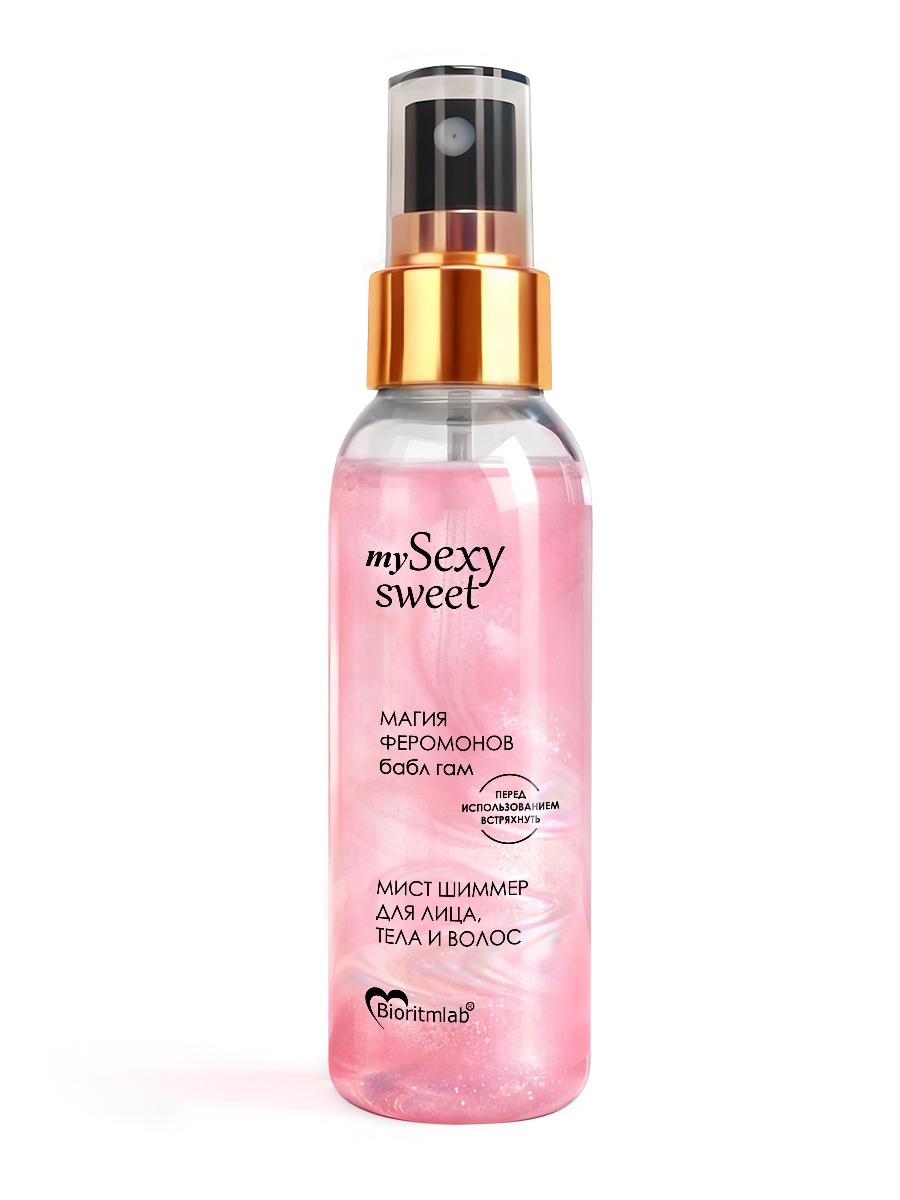 my Sexy
sweet
МАГИЯ
ФЕРОМОНОВ
бабл гам
ПЕРЕД
ИСПОЛЬЗОВАНИЕМ
ВСТРЯХНУТЬ
МИСТ ШИММЕР
ДЛЯ ЛИЦА,
ТЕЛА И ВОЛОС
Bioritmlab®